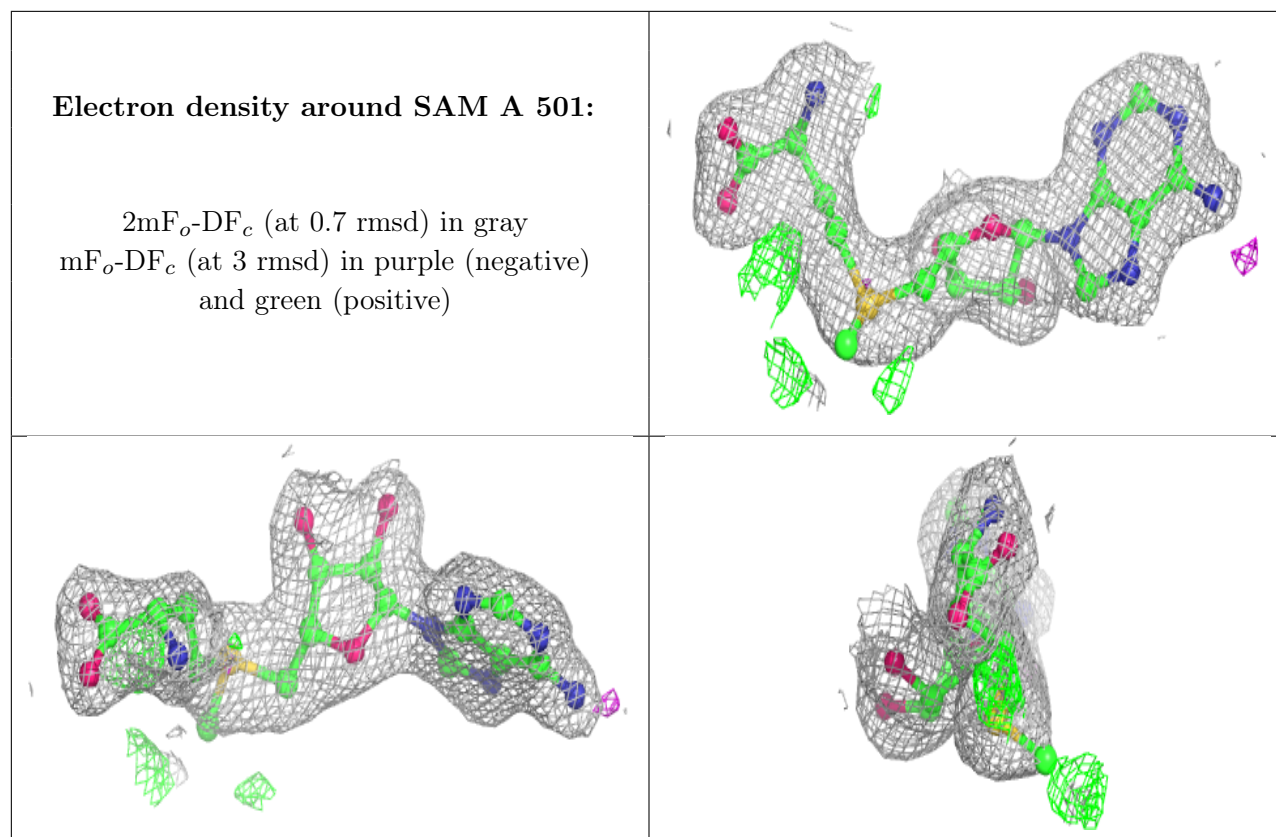 Electron density around SAM A 501:
2mFₒ-DF𝒸 (at 0.7 rmsd) in gray
mFₒ-DF𝒸 (at 3 rmsd) in purple (negative)
and green (positive)